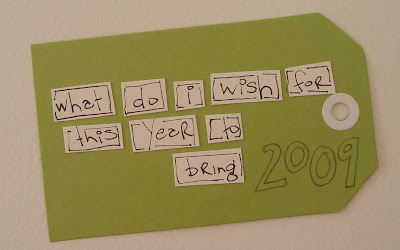 what do i wish for
this year to
bring
2009